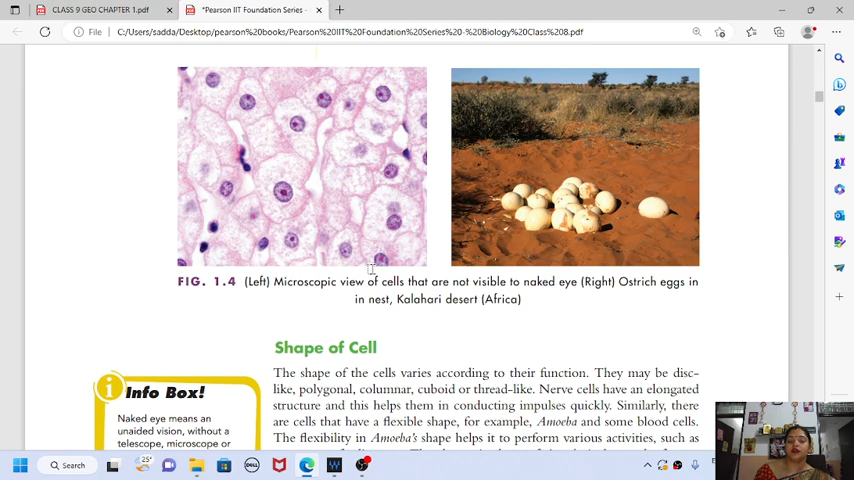 CLASS 9 GEO CHAPTER 1.pdf
*Pearson IIT Foundation Series -
File
C:/Users/sadda/Desktop/pearson%20books/Pearson%20IIT%20Foundation%20Series%20-%20Biology%20Class%208.pdf
FIG. 1.4 (Left) Microscopic view of cells that are not visible to naked eye (Right) Ostrich eggs in
in nest, Kalahari desert (Africa)
Shape of Cell
The shape of the cells varies according to their function. They may be disc-
like, polygonal, columnar, cuboid or thread-like. Nerve cells have an elongated
structure and this helps them in conducting impulses quickly. Similarly, there
are cells that have a flexible shape, for example, Amoeba and some blood cells.
The flexibility in Amoeba's shape helps it to perform various activities, such as
i Info Box!
Naked eye means an
unaided vision, without a
telescope, microscope or
25°
Search